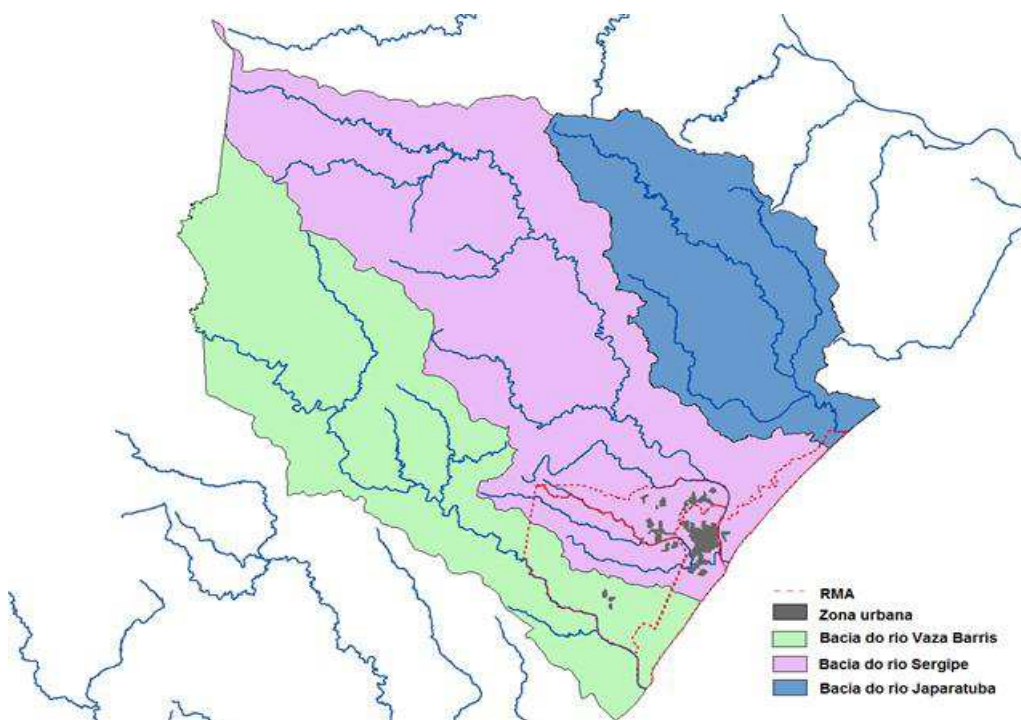 RMA
Zona urbana
Bacia do rio Vaza Barris
Bacia do rio Sergipe
Bacia do rio Japaratuba